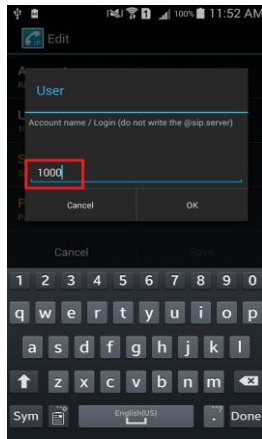 100% 11:52 AM
Edit
User
Account name / Login (do not write the @sip.server)
1000
Cancel OK
Cancel Save
1 2 3 4 5 6 7 8 9 0
q w e r t y u i o p
a s d f g h j k l
z x c v b n m
Sym English(US) . Done